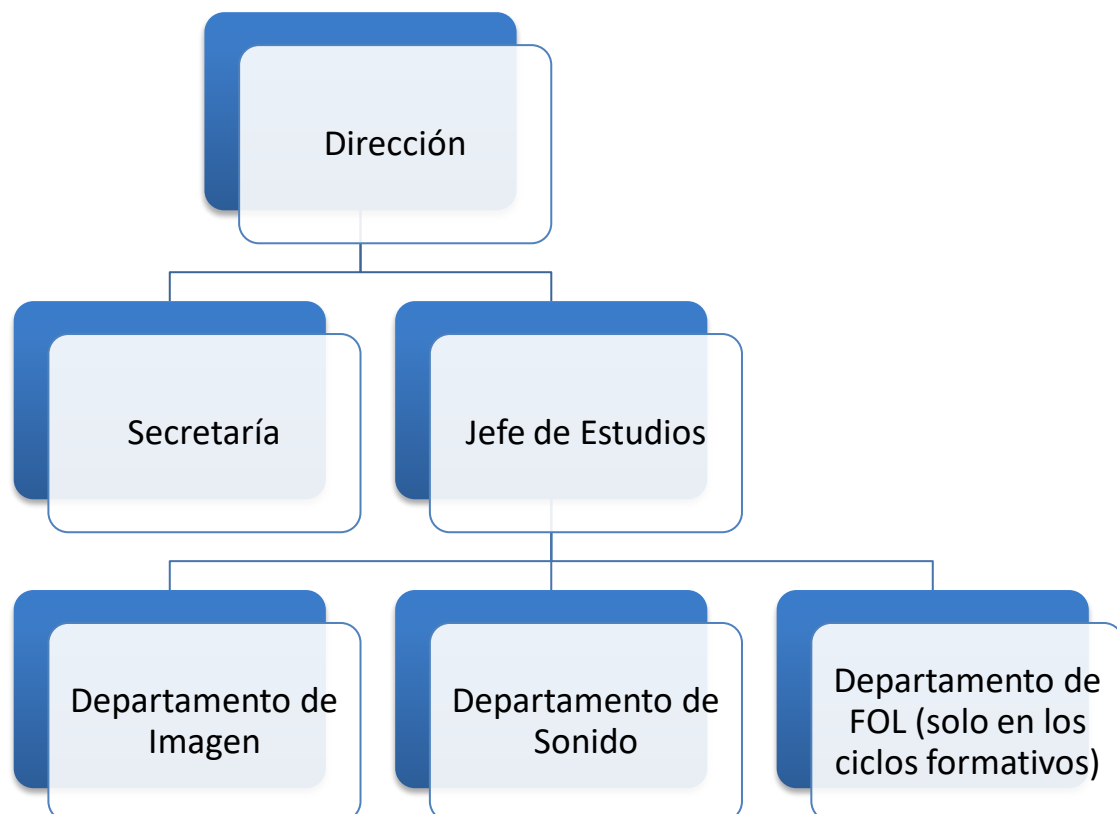 Dirección
Secretaría
Jefe de Estudios
Departamento de
Imagen
Departamento de
Sonido
Departamento de
FOL (solo en los
ciclos formativos)